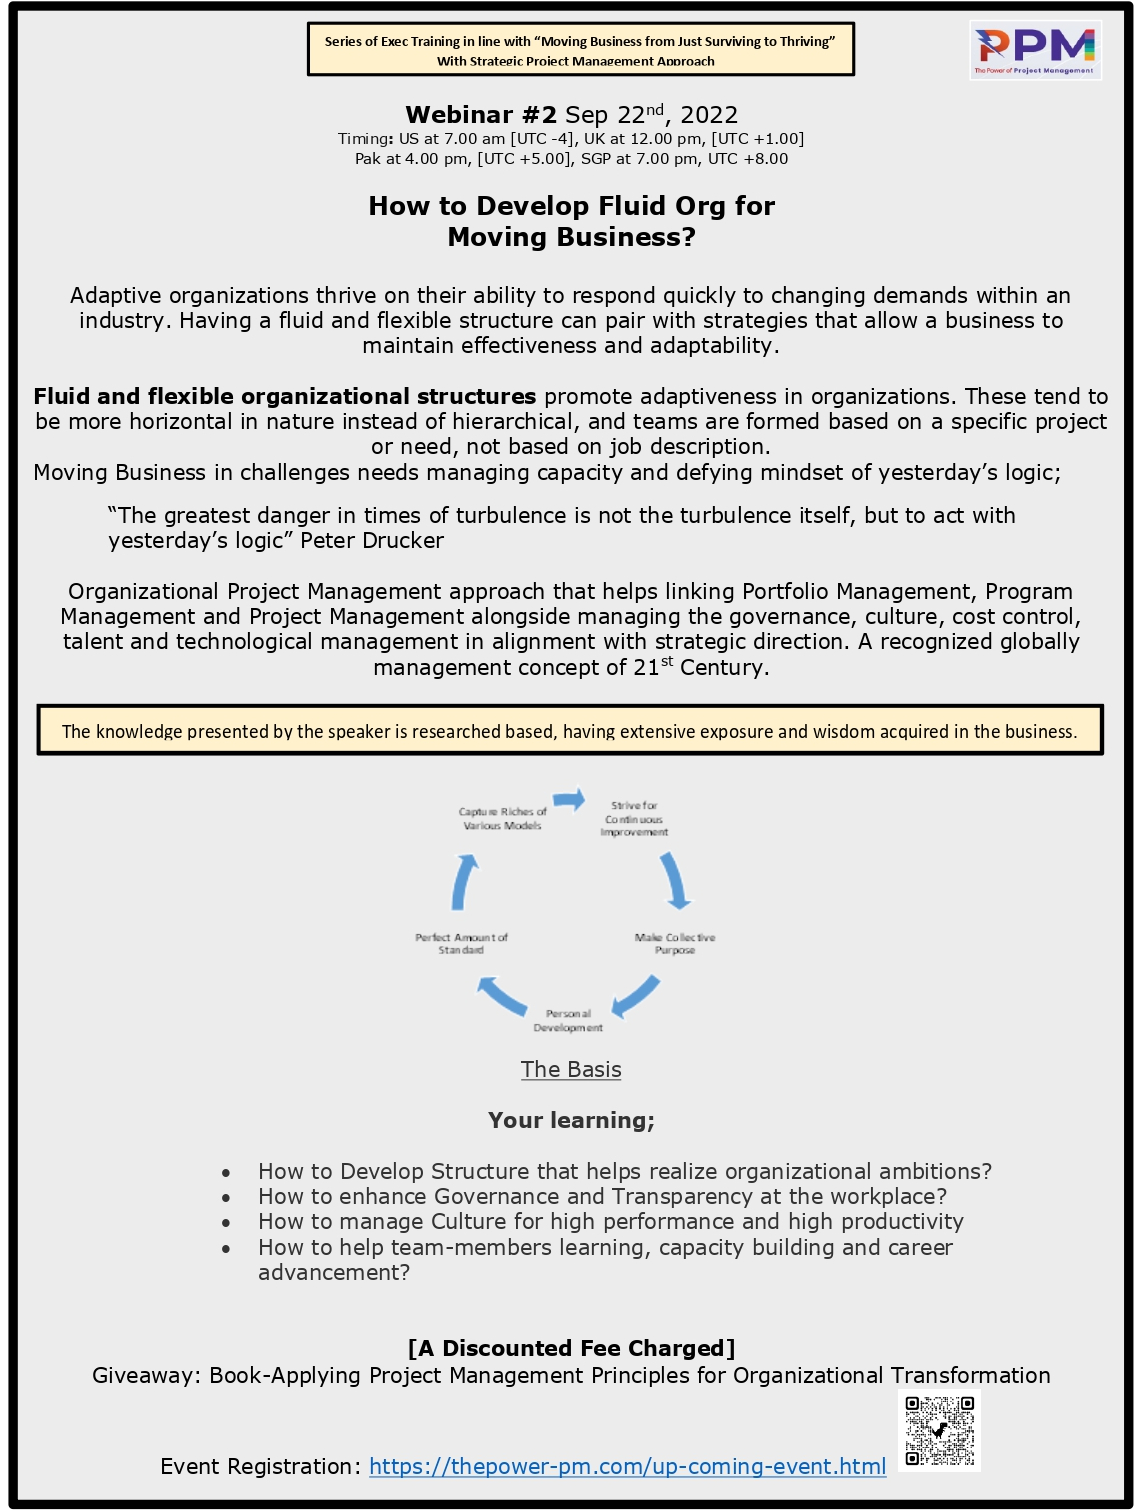 Series of Exec Training in line with “Moving Business from Just Surviving to Thriving”
With Strategic Project Management Approach
PPM
The Power of Project Management
Webinar #2 Sep 22nd, 2022
Timing: US at 7.00 am [UTC -4], UK at 12.00 pm, [UTC +1.00]
Pak at 4.00 pm, [UTC +5.00], SGP at 7.00 pm, UTC +8.00
How to Develop Fluid Org for
Moving Business?
Adaptive organizations thrive on their ability to respond quickly to changing demands within an
industry. Having a fluid and flexible structure can pair with strategies that allow a business to
maintain effectiveness and adaptability.
Fluid and flexible organizational structures promote adaptiveness in organizations. These tend to
be more horizontal in nature instead of hierarchical, and teams are formed based on a specific project
or need, not based on job description.
Moving Business in challenges needs managing capacity and defying mindset of yesterday’s logic;
“The greatest danger in times of turbulence is not the turbulence itself, but to act with
yesterday’s logic” Peter Drucker
Organizational Project Management approach that helps linking Portfolio Management, Program
Management and Project Management alongside managing the governance, culture, cost control,
talent and technological management in alignment with strategic direction. A recognized globally
management concept of 21st Century.
The knowledge presented by the speaker is researched based, having extensive exposure and wisdom acquired in the business.
Capture Riches of
Various Models
Strive for
Continuous
Improvement
Make Collective
Purpose
Personal
Development
Perfect Amount of
Standard
The Basis
Your learning;
• How to Develop Structure that helps realize organizational ambitions?
• How to enhance Governance and Transparency at the workplace?
• How to manage Culture for high performance and high productivity
• How to help team-members learning, capacity building and career
advancement?
[A Discounted Fee Charged]
Giveaway: Book-Applying Project Management Principles for Organizational Transformation
Event Registration: https://thepower-pm.com/up-coming-event.html